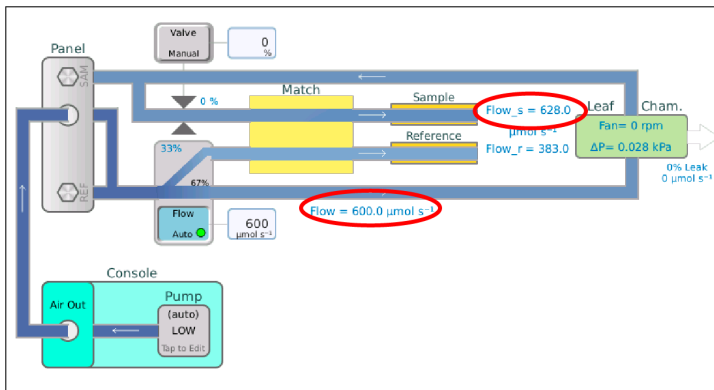 Valve
Manual
0
%
Panel
SAM
0 %
Match
Sample
Flow_s = 628.0
µmol s⁻¹
Reference
Flow_r = 383.0
Leaf Cham.
Fan= 0 rpm
ΔP= 0.028 kPa
0% Leak
0 µmol s⁻¹
33%
67%
REF
Flow
Auto
600
µmol s⁻¹
Flow = 600.0 µmol s⁻¹
Console
Air Out
Pump
(auto)
LOW
Tap to Edit